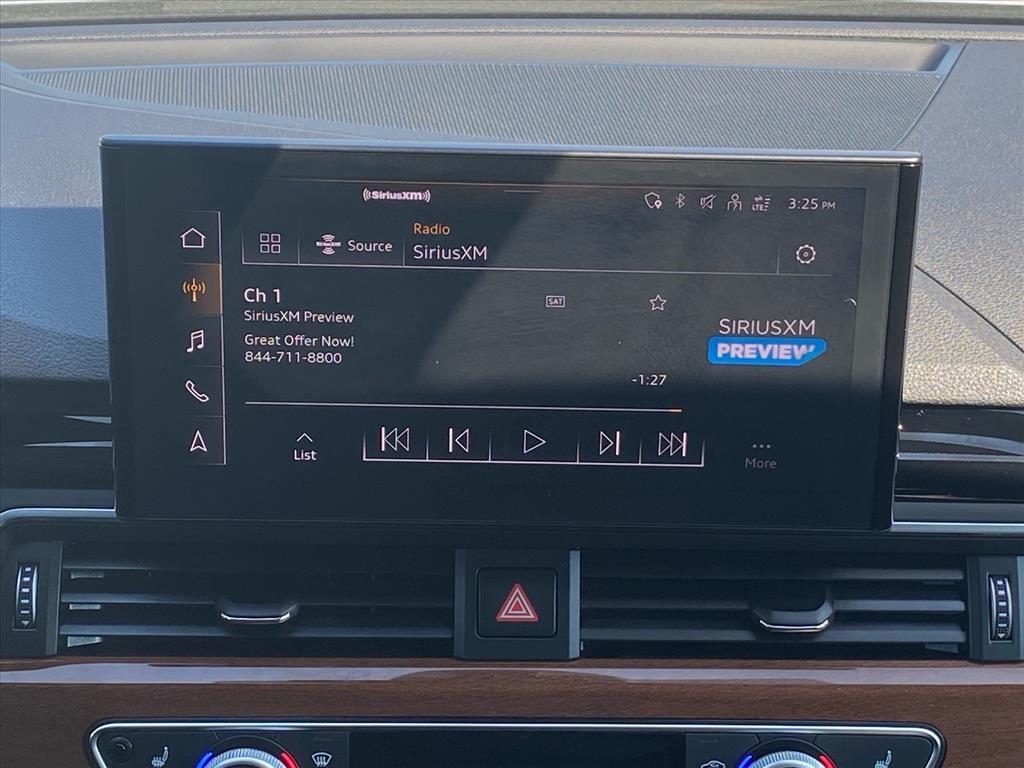 ((SiriusXM))
LTE
3:25 PM
Radio
Source
SiriusXM
Ch 1
SAT
SiriusXM Preview
Great Offer Now!
844-711-8800
SIRIUSXM
PREVIEW
-1:27
List
More